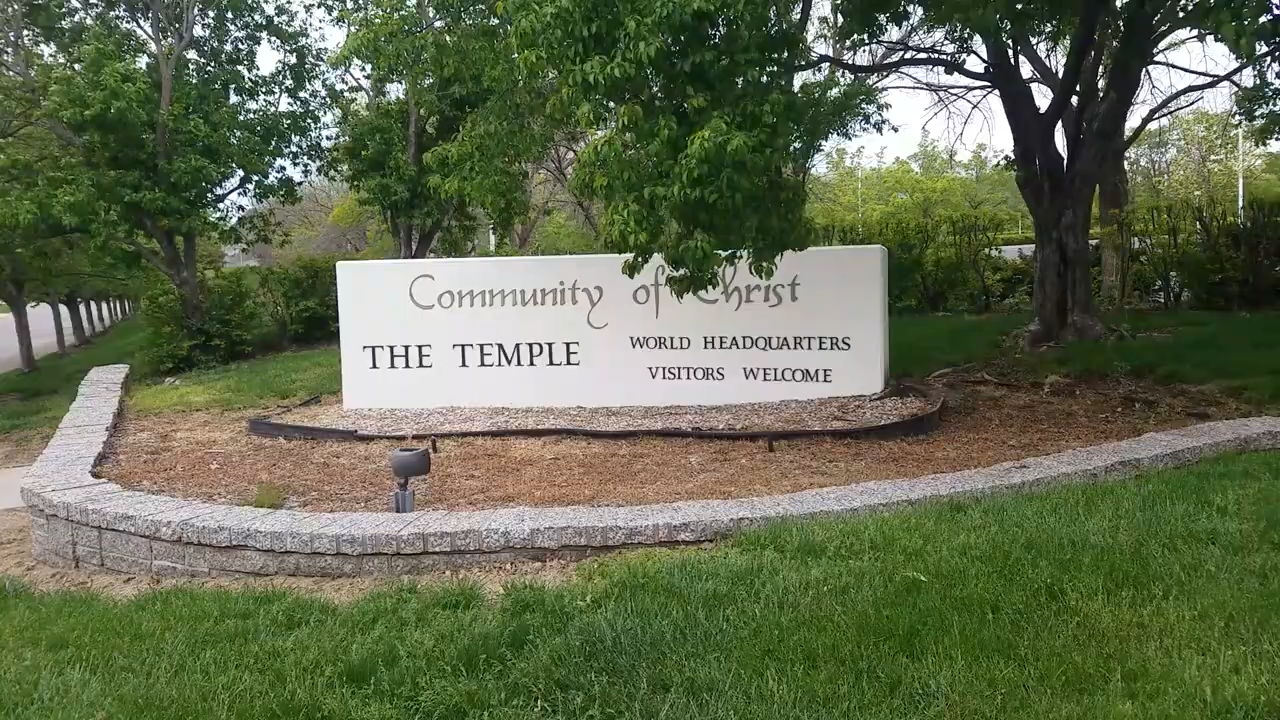 Community of Christ
THE TEMPLE
WORLD HEADQUARTERS
VISITORS WELCOME